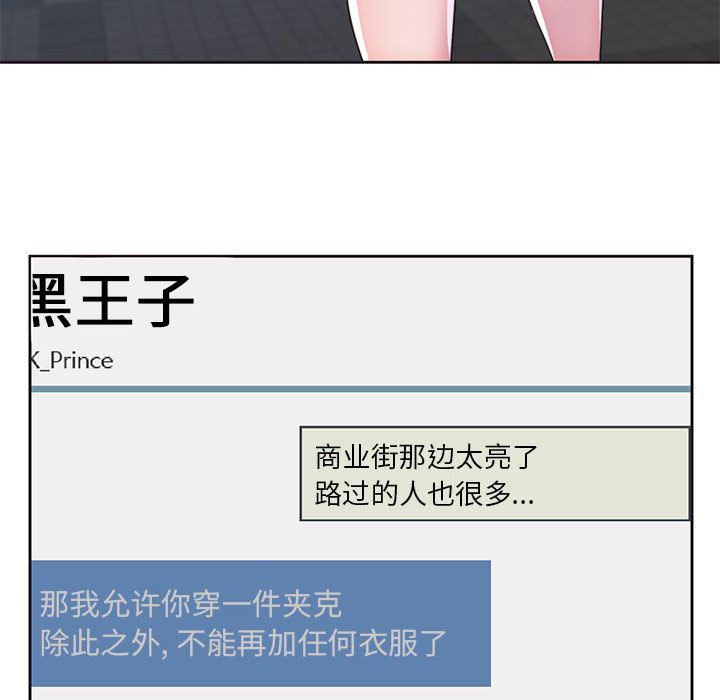 黑王子
K_Prince
商业街那边太亮了
路过的人也很多...
那我允许你穿一件夹克
除此之外, 不能再加任何衣服了